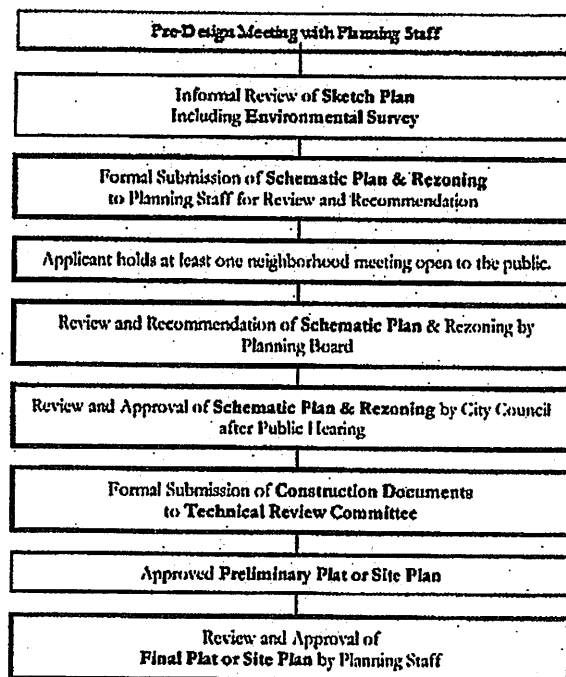 Pre-Design Meeting with Planning Staff
Informal Review of Sketch Plan
Including Environmental Survey
Formal Submission of Schematic Plan & Rezoning
to Planning Staff for Review and Recommendation
Applicant holds at least one neighborhood meeting open to the public.
Review and Recommendation of Schematic Plan & Rezoning by
Planning Board
Review and Approval of Schematic Plan & Rezoning by City Council
after Public Hearing
Formal Submission of Construction Documents
to Technical Review Committee
Approved Preliminary Plat or Site Plan
Review and Approval of
Final Plat or Site Plan by Planning Staff